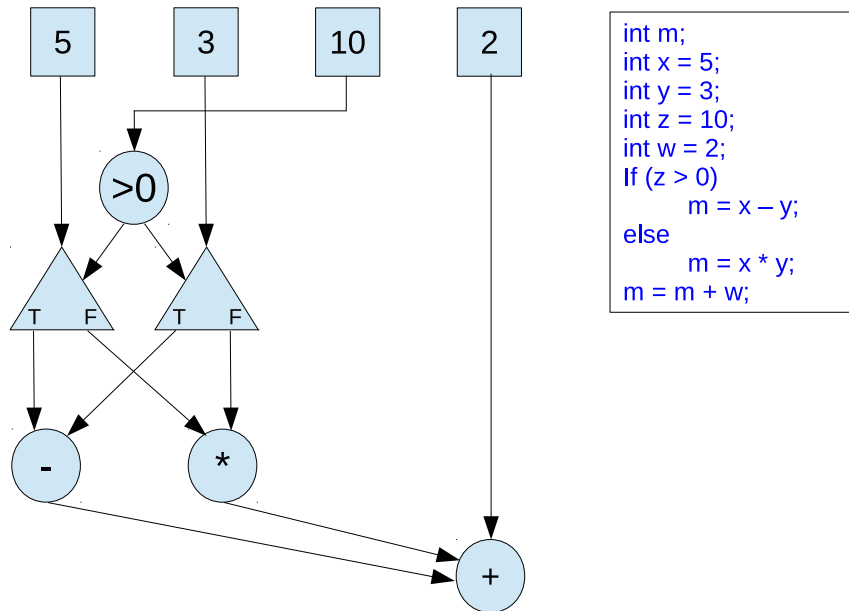 5 3 10 2
>0
T F T F
- *
+
int m;
int x = 5;
int y = 3;
int z = 10;
int w = 2;
If (z > 0)
m = x – y;
else
m = x * y;
m = m + w;